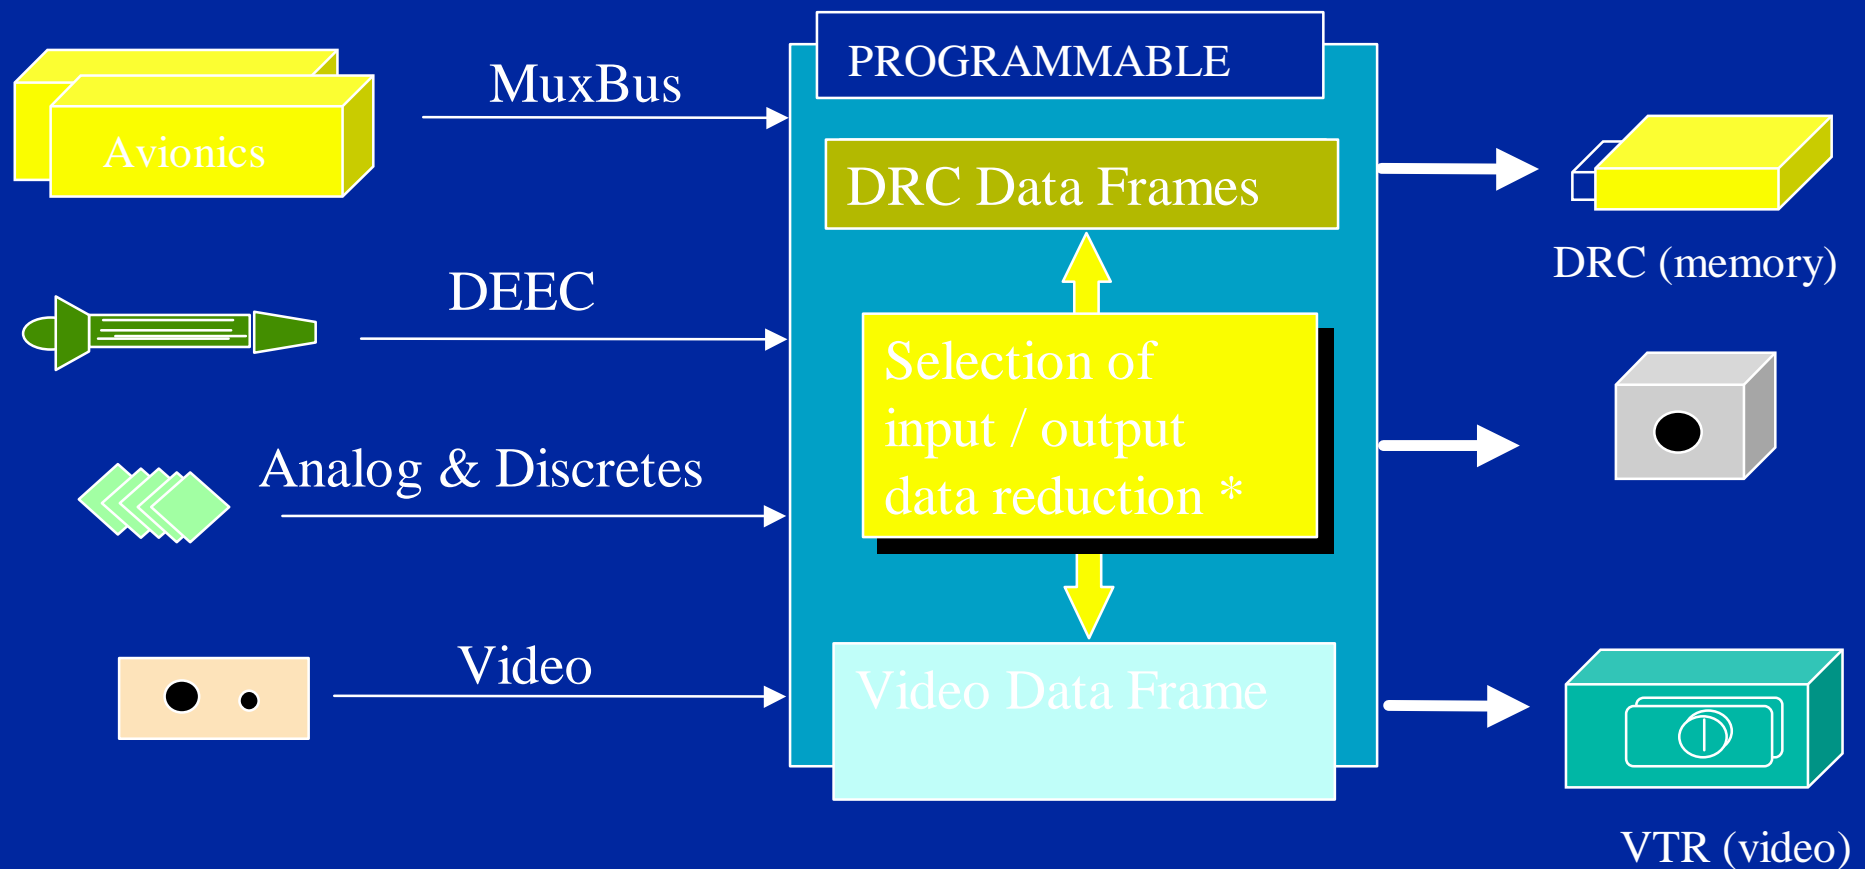 PROGRAMMABLE
MuxBus
Avionics
DRC Data Frames
DRC (memory)
DEEC
Selection of
input / output
data reduction *
Analog & Discretes
Video
Video Data Frame
VTR (video)